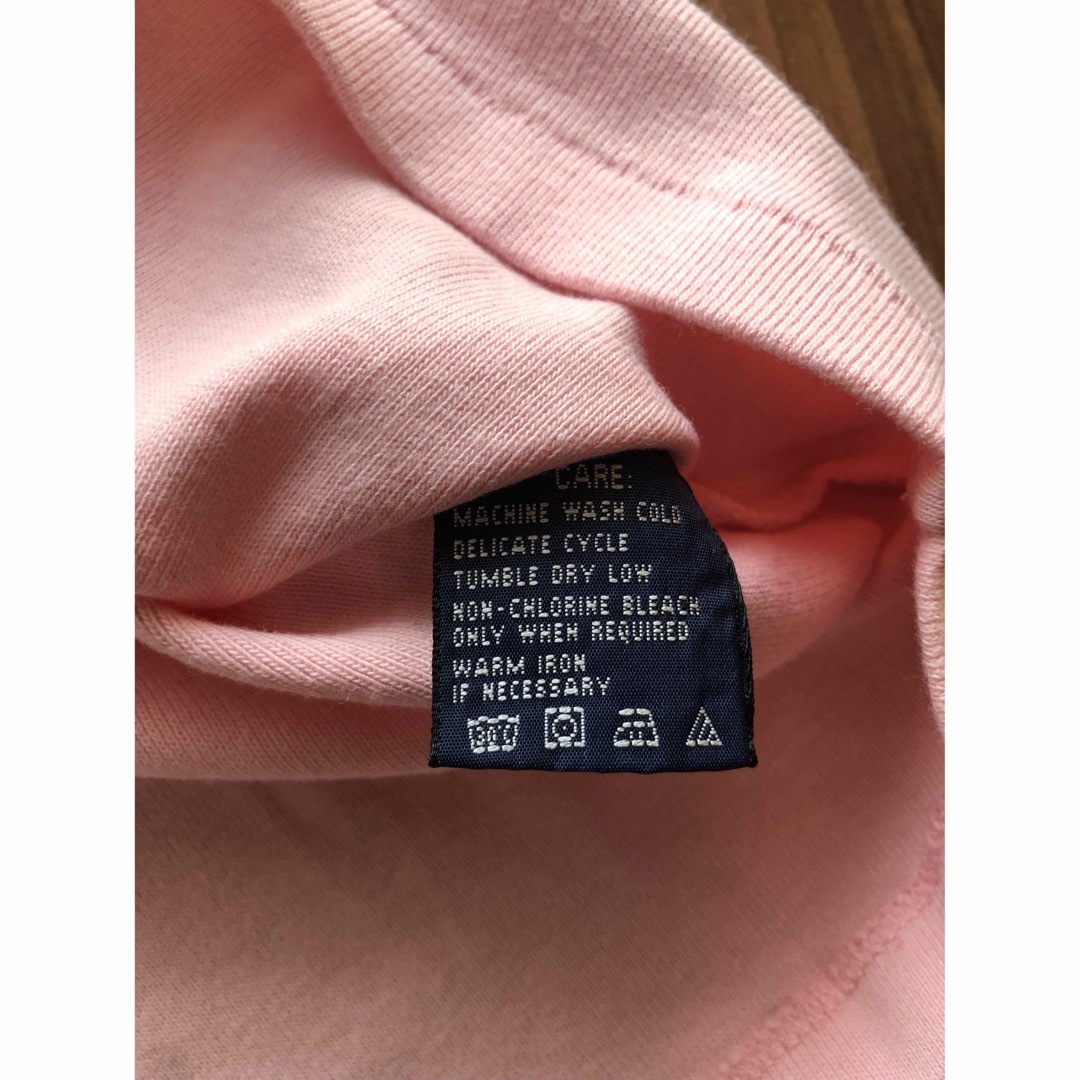 CARE:
MACHINE WASH COLD
DELICATE CYCLE
TUMBLE DRY LOW
NON-CHLORINE BLEACH
ONLY WHEN REQUIRED
WARM IRON
IF NECESSARY